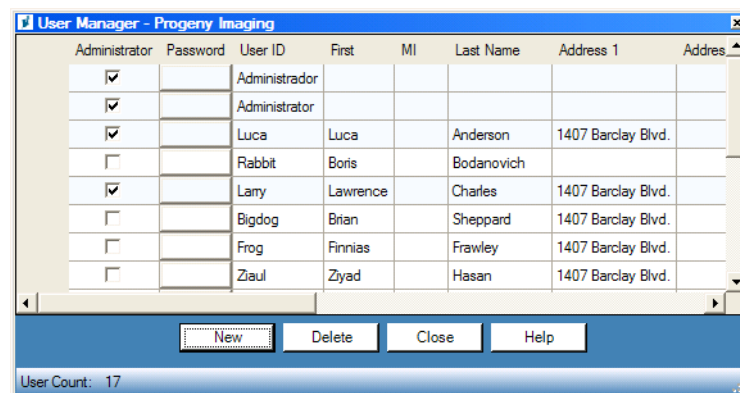 User Manager - Progeny Imaging
Administrator Password User ID First MI Last Name Address 1 Addres
Administrador
Administrator
Luca Luca Anderson 1407 Barclay Blvd.
Rabbit Boris Bodanovich
Larry Lawrence Charles 1407 Barclay Blvd.
Bigdog Brian Sheppard 1407 Barclay Blvd.
Frog Finnias Frawley 1407 Barclay Blvd.
Ziaul Ziyad Hasan 1407 Barclay Blvd.
New Delete Close Help
User Count: 17